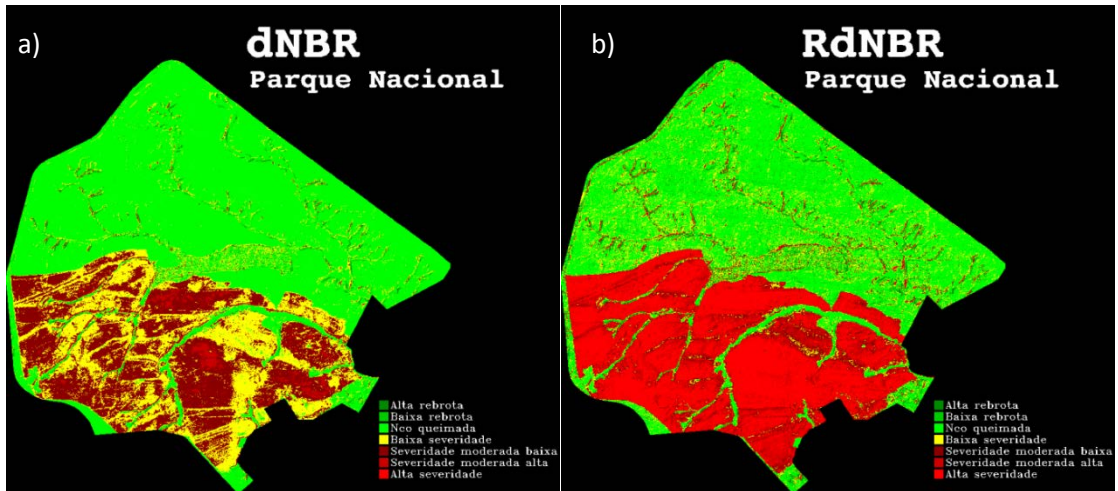 a)
dNBR
Parque Nacional
Alta rebrota
Baixa rebrota
Nco queimada
Baixa severidade
Severidade moderada baixa
Severidade moderada alta
Alta severidade
b)
RdNBR
Parque Nacional
Alta rebrota
Baixa rebrota
Nco queimada
Baixa severidade
Severidade moderada baixa
Severidade moderada alta
Alta severidade